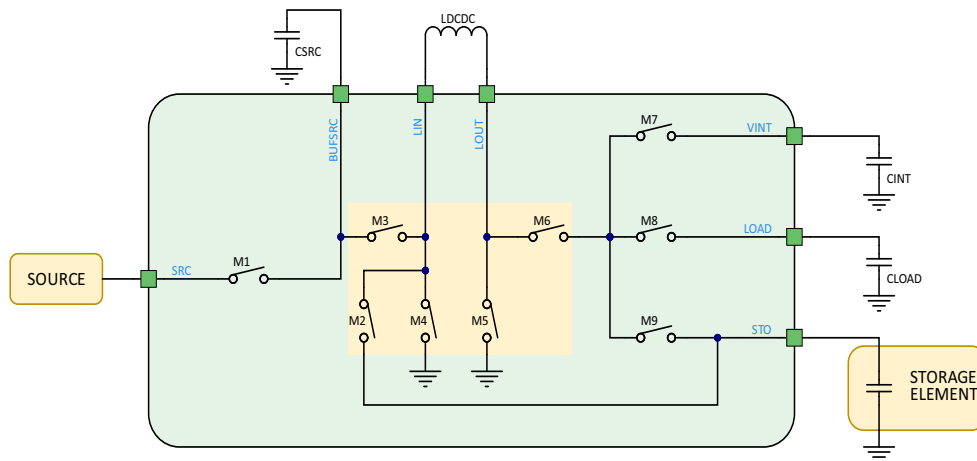 LDCDC
CSRC
BUFSRC
LIN
LOUT
M7
VINT
CINT
M3
M6
M8
LOAD
CLOAD
SOURCE
SRC
M1
M2
M4
M5
M9
STO
STORAGE
ELEMENT